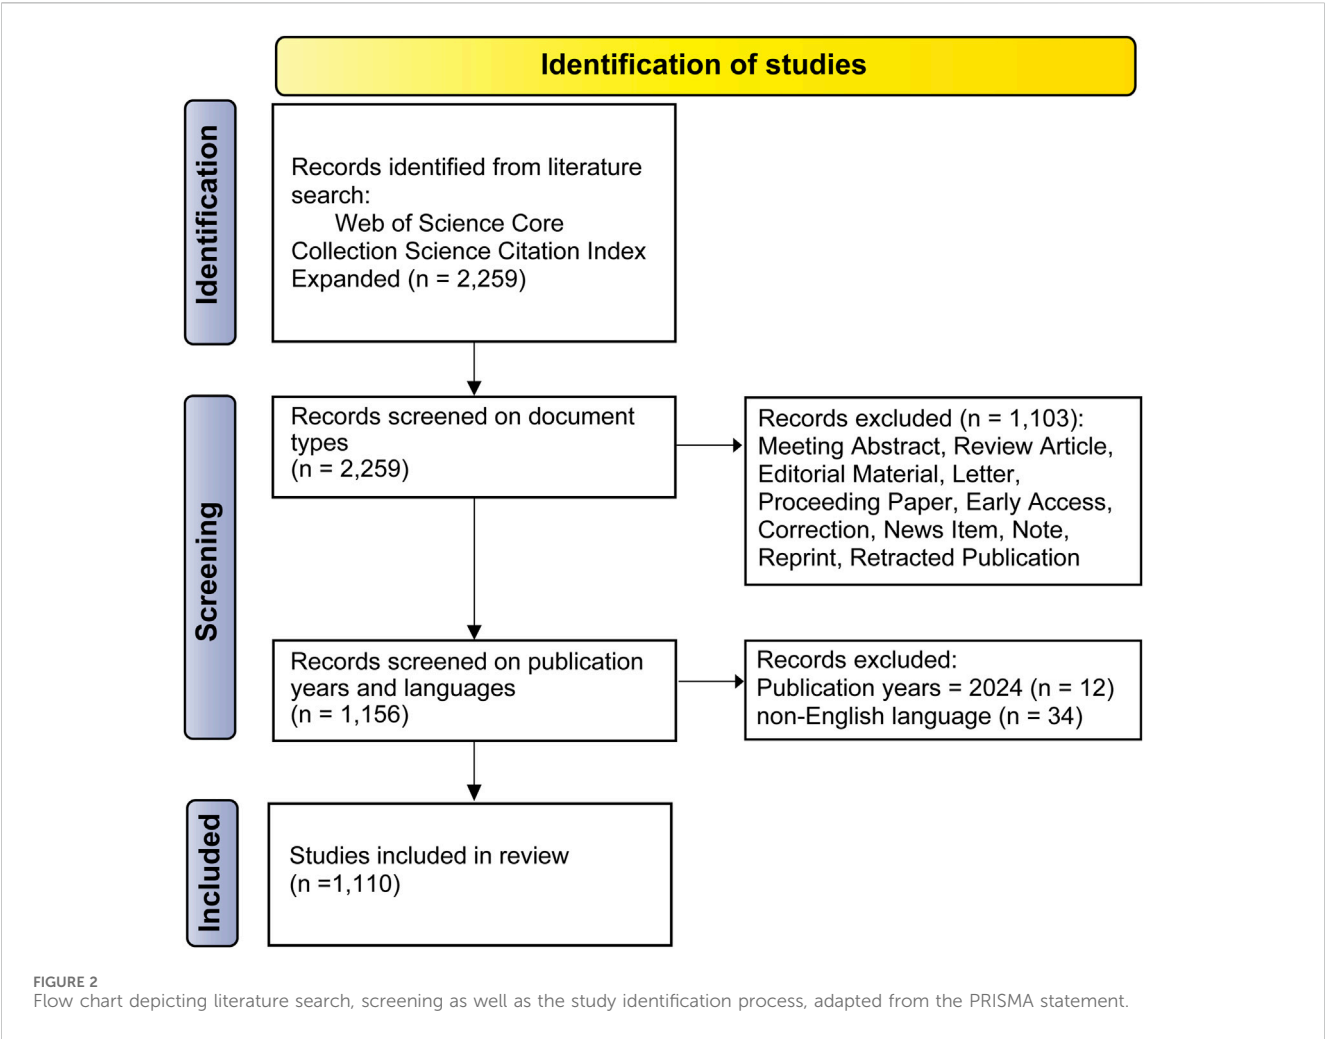 Identification of studies
Identification
Records identified from literature
search:
Web of Science Core
Collection Science Citation Index
Expanded (n = 2,259)
Screening
Records screened on document
types
(n = 2,259)
Records excluded (n = 1,103):
Meeting Abstract, Review Article,
Editorial Material, Letter,
Proceeding Paper, Early Access,
Correction, News Item, Note,
Reprint, Retracted Publication
Records screened on publication
years and languages
(n = 1,156)
Records excluded:
Publication years = 2024 (n = 12)
non-English language (n = 34)
Included
Studies included in review
(n =1,110)
FIGURE 2
Flow chart depicting literature search, screening as well as the study identification process, adapted from the PRISMA statement.